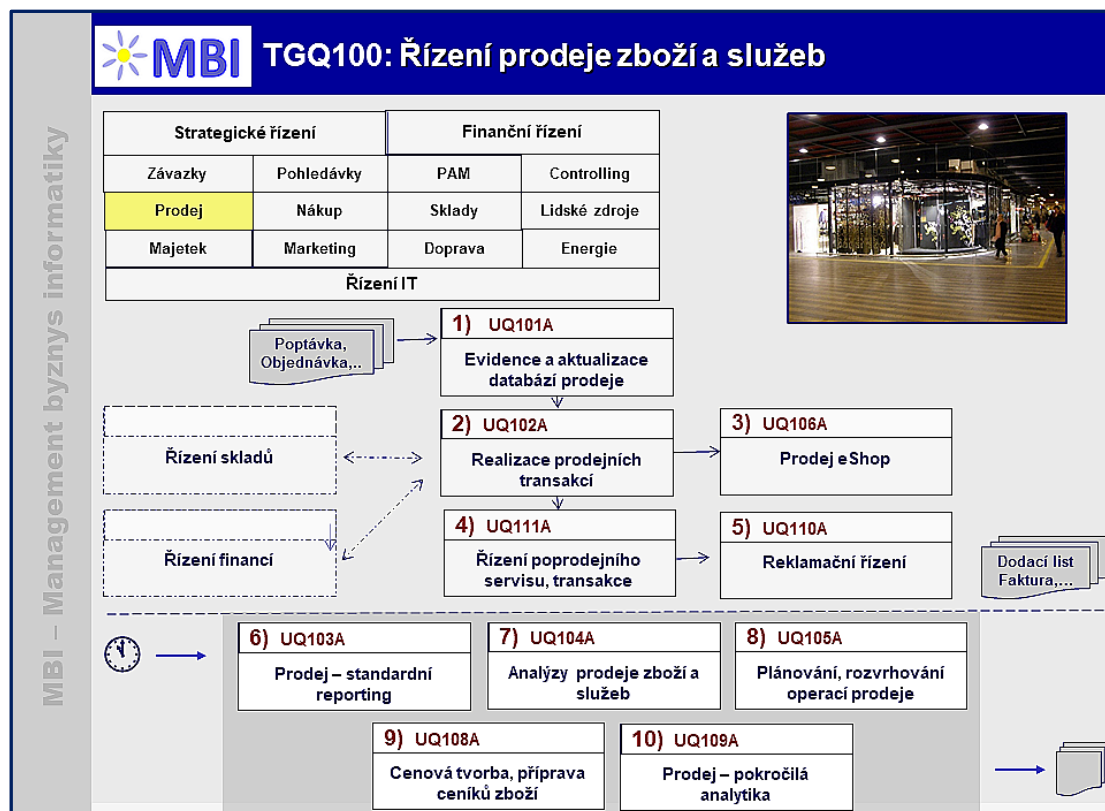 MBI
TGQ100: Řízení prodeje zboží a služeb
MBI – Management byznys informatiky
Strategické řízení
Finanční řízení
Závazky
Pohledávky
PAM
Controlling
Prodej
Nákup
Sklady
Lidské zdroje
Majetek
Marketing
Doprava
Energie
Řízení IT
Poptávka,
Objednávka,..
1) UQ101A
Evidence a aktualizace
databází prodeje
2) UQ102A
Realizace prodejních
transakcí
3) UQ106A
Prodej eShop
Řízení skladů
Řízení financí
4) UQ111A
Řízení poprodejního
servisu, transakce
5) UQ110A
Reklamační řízení
Dodací list
Faktura,...
6) UQ103A
Prodej – standardní
reporting
7) UQ104A
Analýzy prodeje zboží a
služeb
8) UQ105A
Plánování, rozvrhování
operací prodeje
9) UQ108A
Cenová tvorba, příprava
ceníků zboží
10) UQ109A
Prodej – pokročilá
analytika